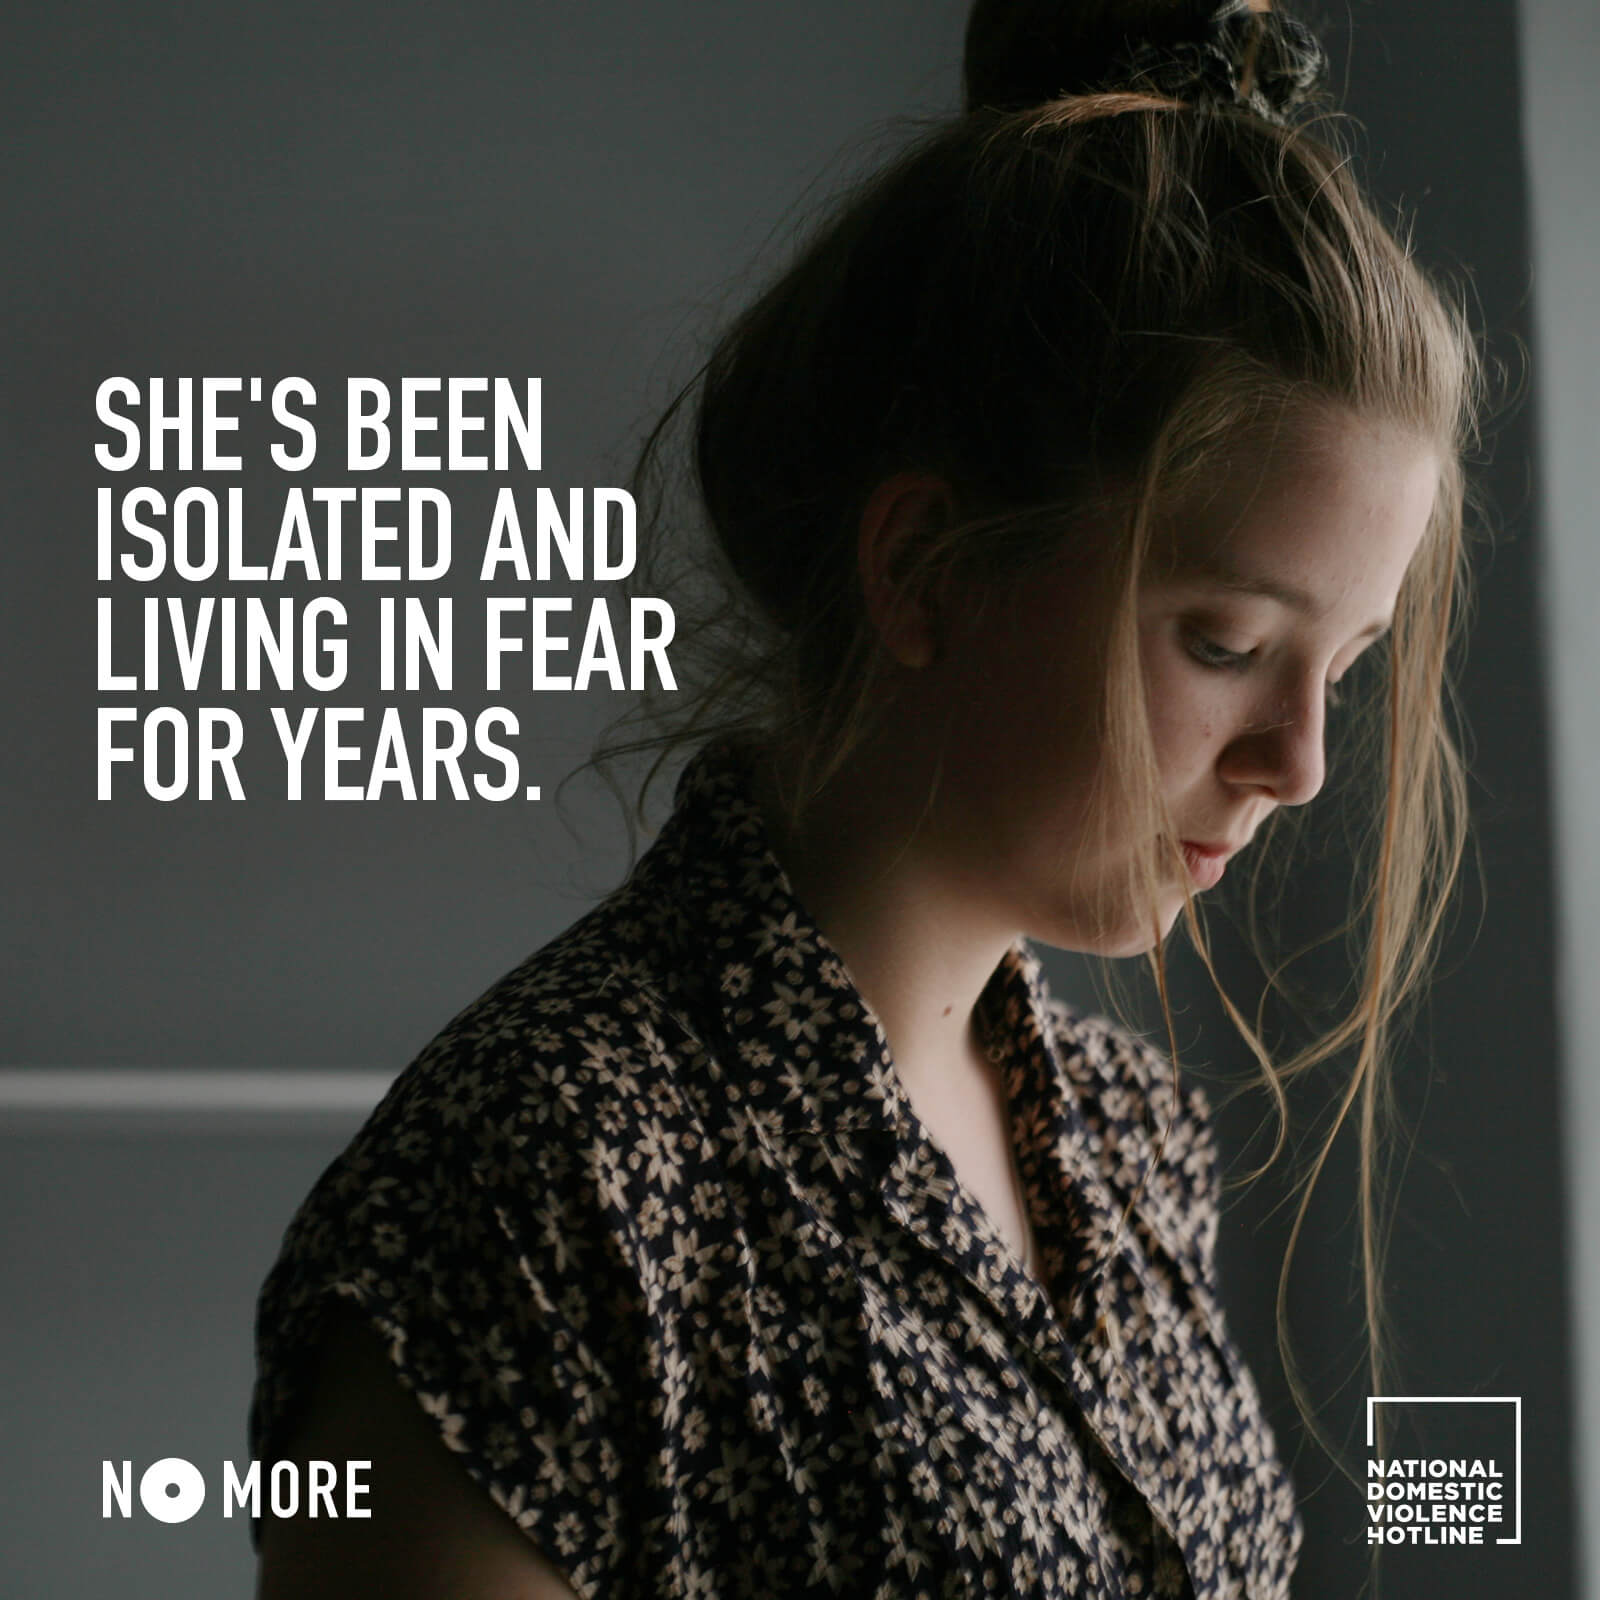 SHE'S BEEN
ISOLATED AND
LIVING IN FEAR
FOR YEARS.
NO MORE
NATIONAL
DOMESTIC
VIOLENCE
HOTLINE